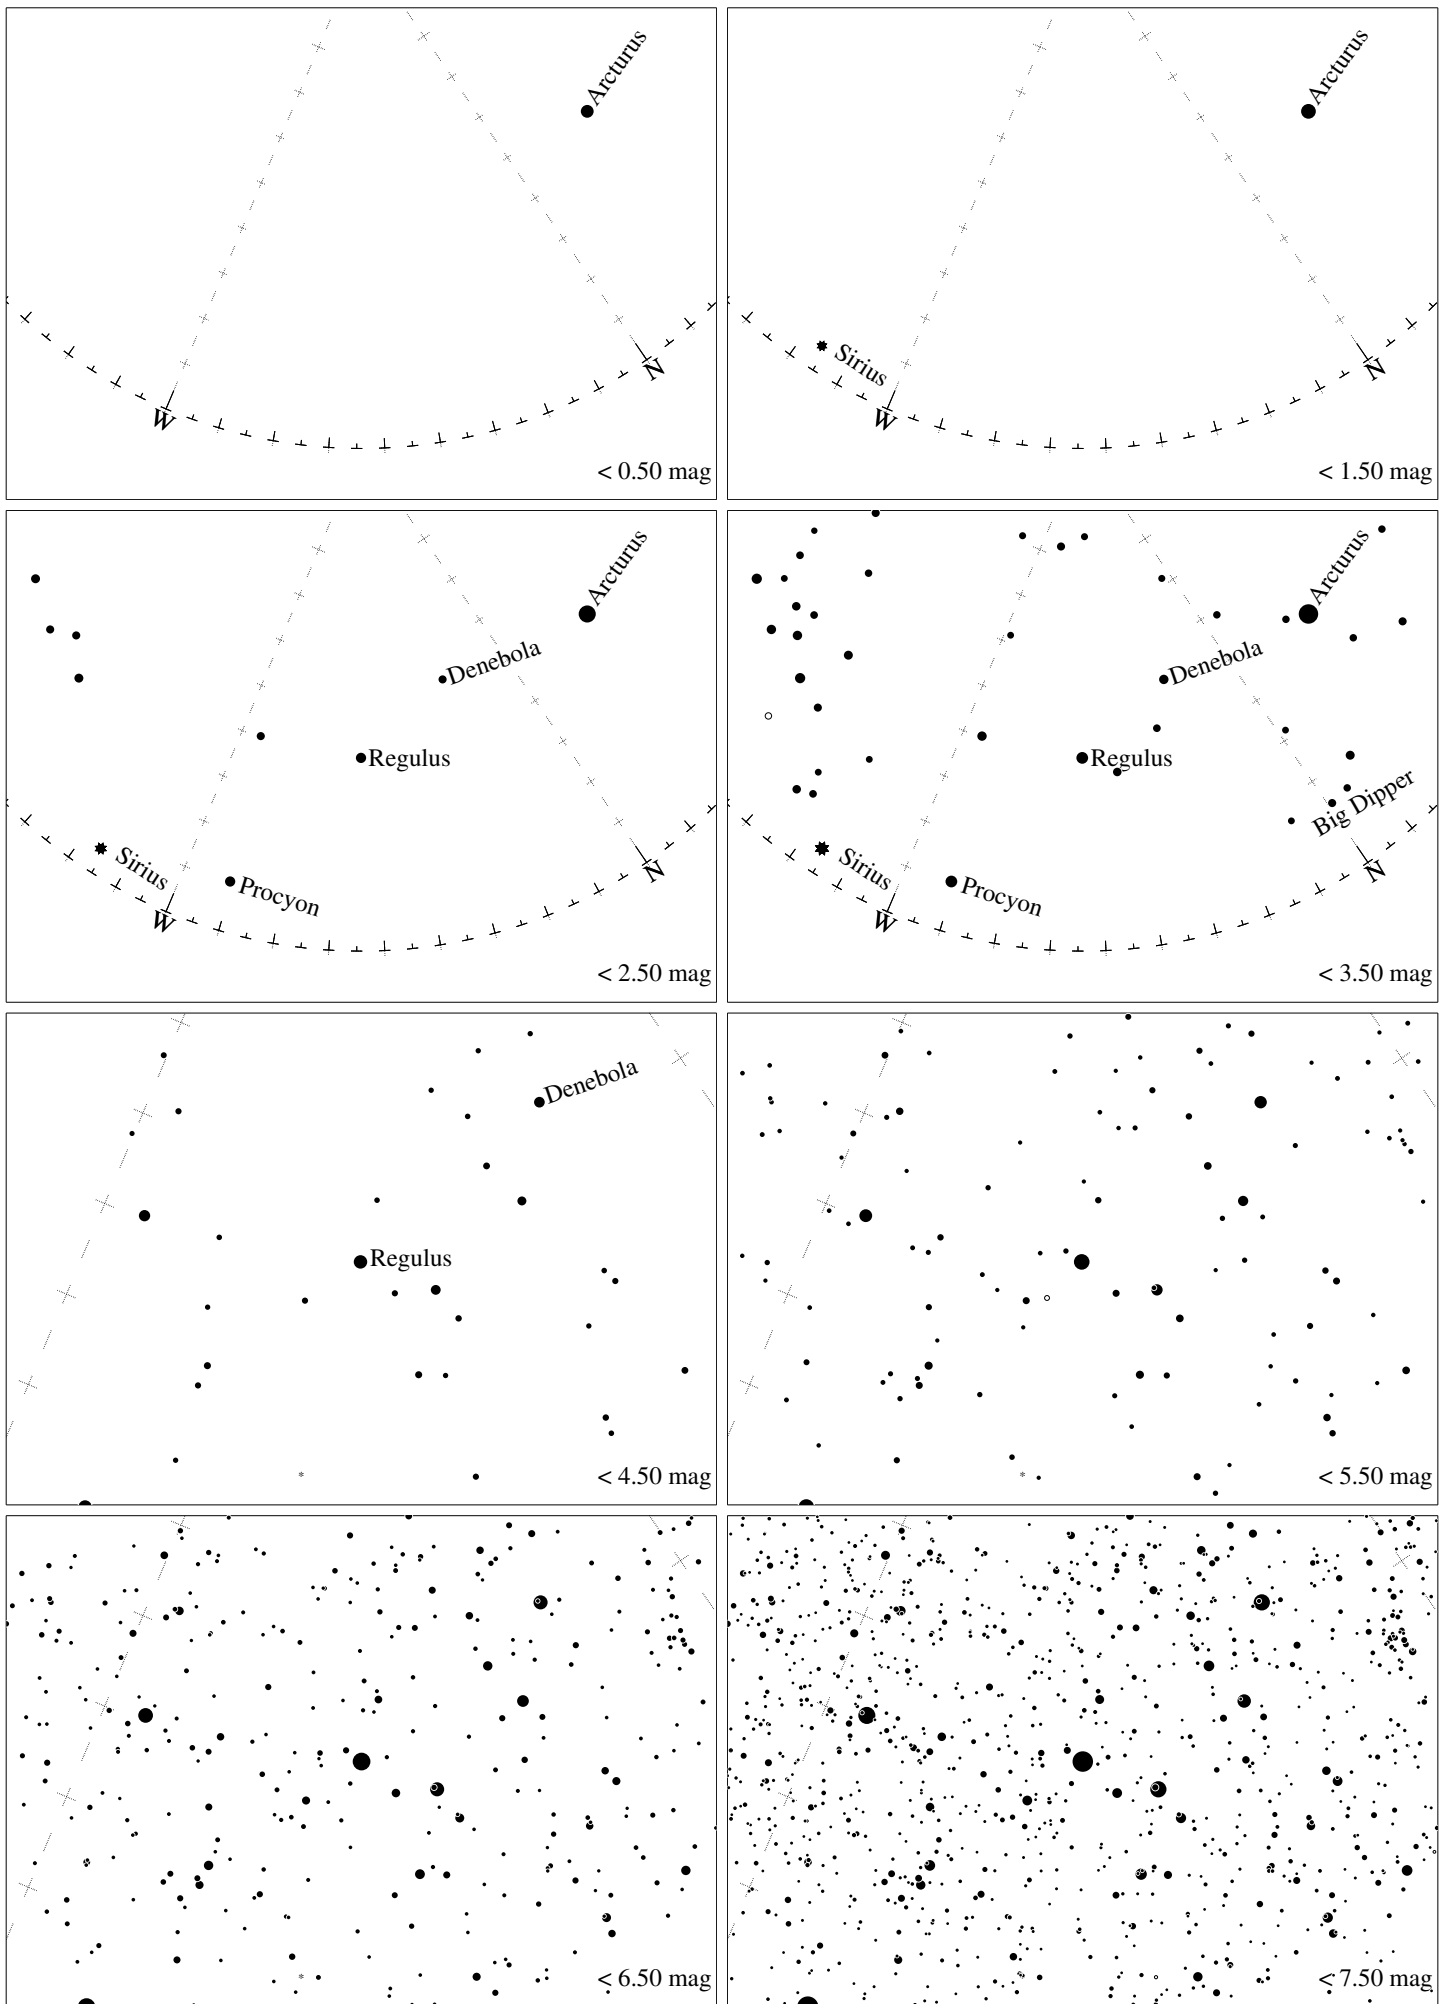 Arcturus
W
N
< 0.50 mag
Arcturus
Sirius
W
N
< 1.50 mag
Arcturus
Denebola
Regulus
Sirius
Procyon
W
N
< 2.50 mag
Arcturus
Denebola
Regulus
Big Dipper
Sirius
Procyon
W
N
< 3.50 mag
Denebola
Regulus
< 4.50 mag
< 5.50 mag
< 6.50 mag
< 7.50 mag